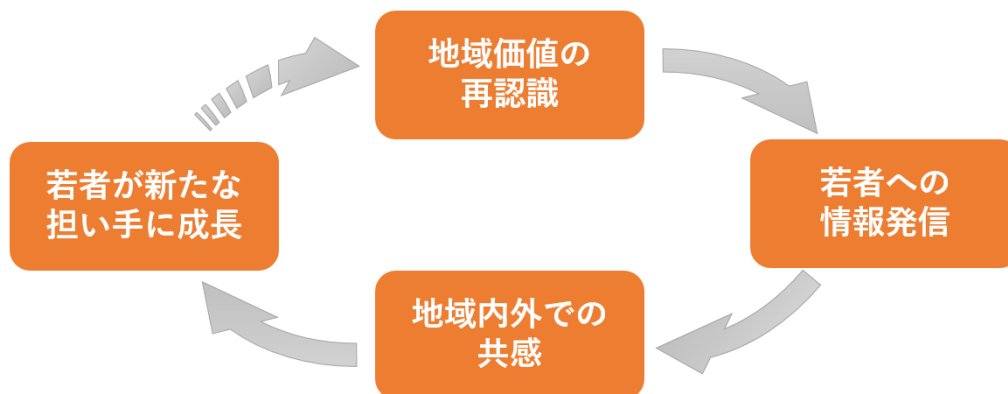 地域価値の
再認識
若者への
情報発信
地域内外での
共感
若者が新たな
担い手に成長